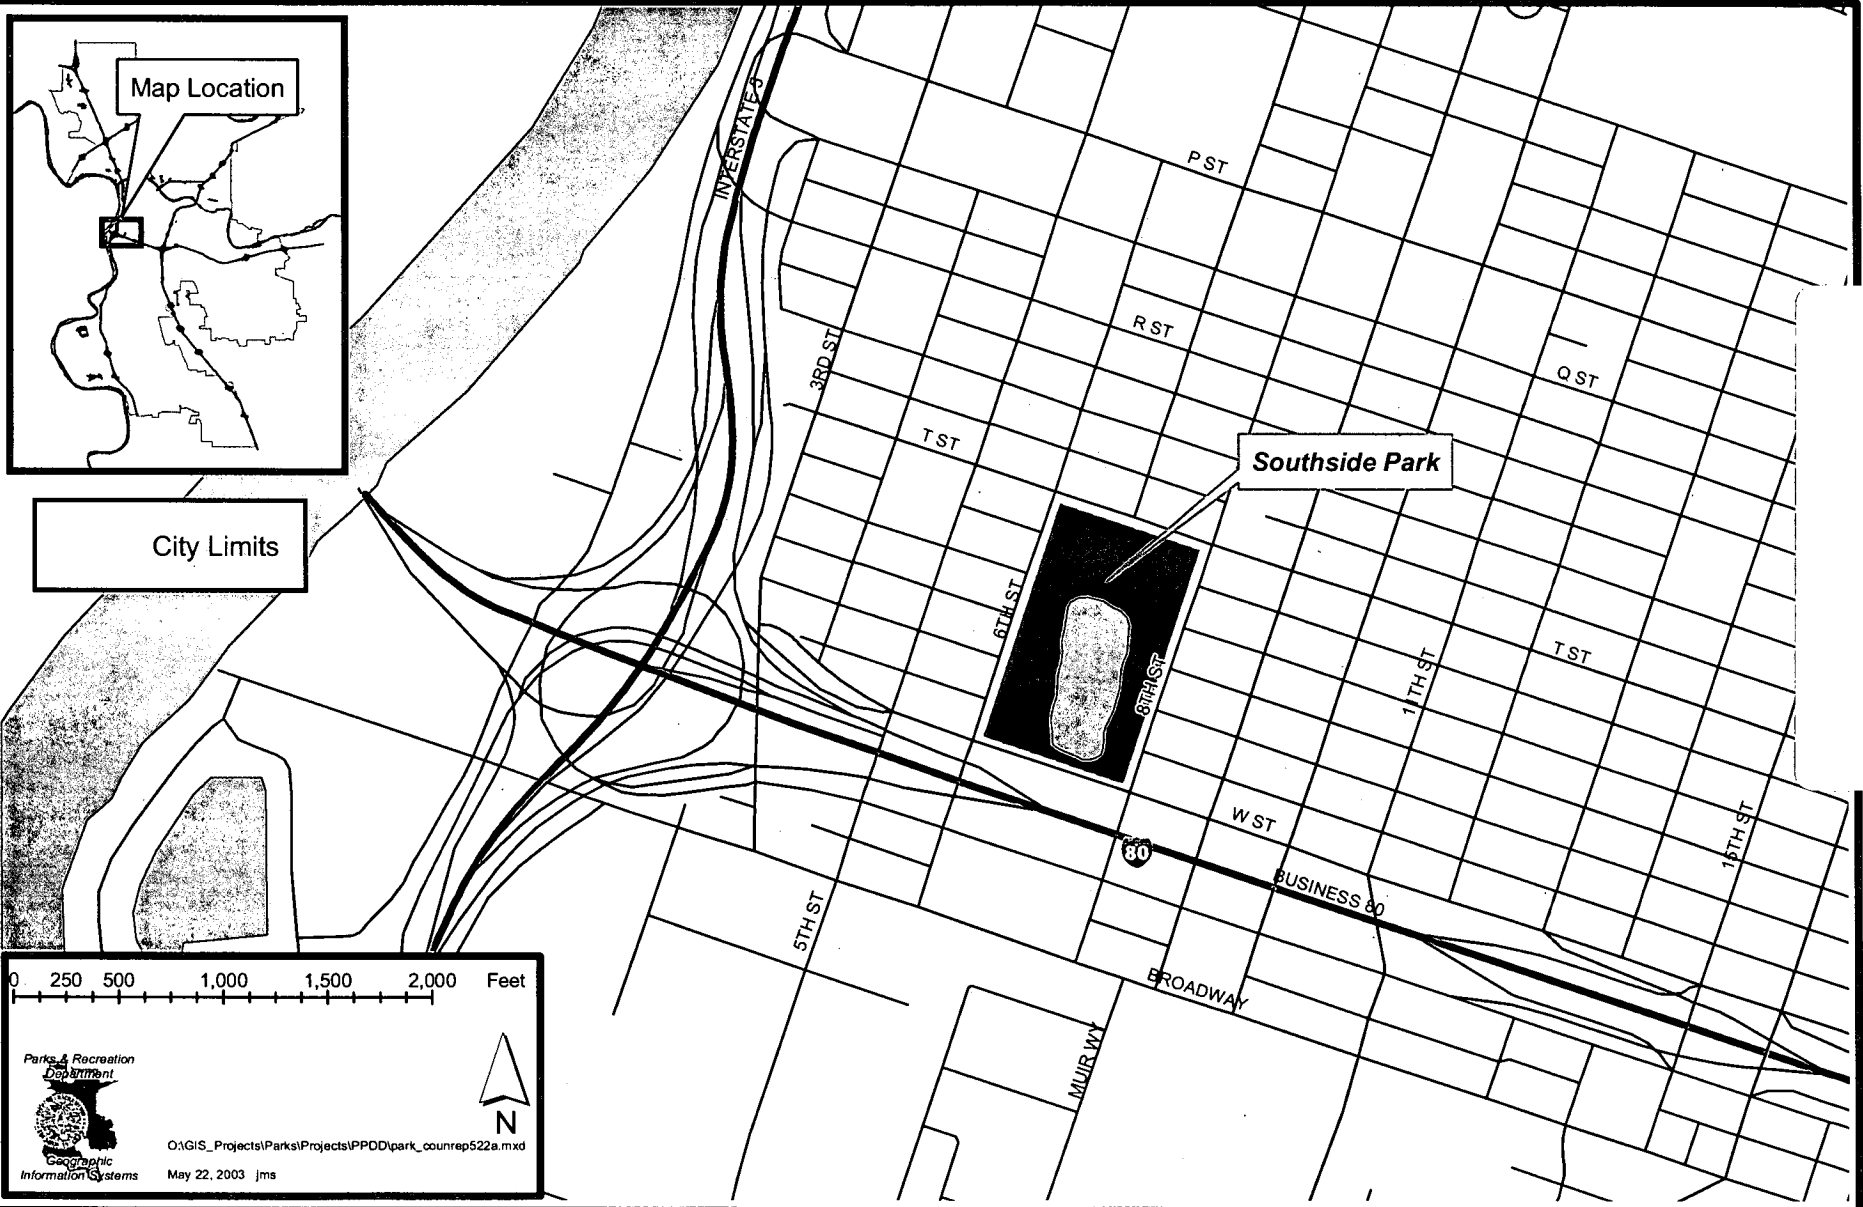 Map Location
City Limits
INTERSTATE 5
P ST
R ST
Q ST
3RD ST
T ST
Southside Park
6TH ST
8TH ST
11TH ST
T ST
15TH ST
W ST
80
BUSINESS 80
5TH ST
BROADWAY
MUIR WY
0 250 500 1,000 1,500 2,000 Feet
Parks & Recreation
Department
Geographic
Information Systems
N
O:\GIS_Projects\Parks\Projects\PPDD\park_counrep522a.mxd
May 22, 2003 jms